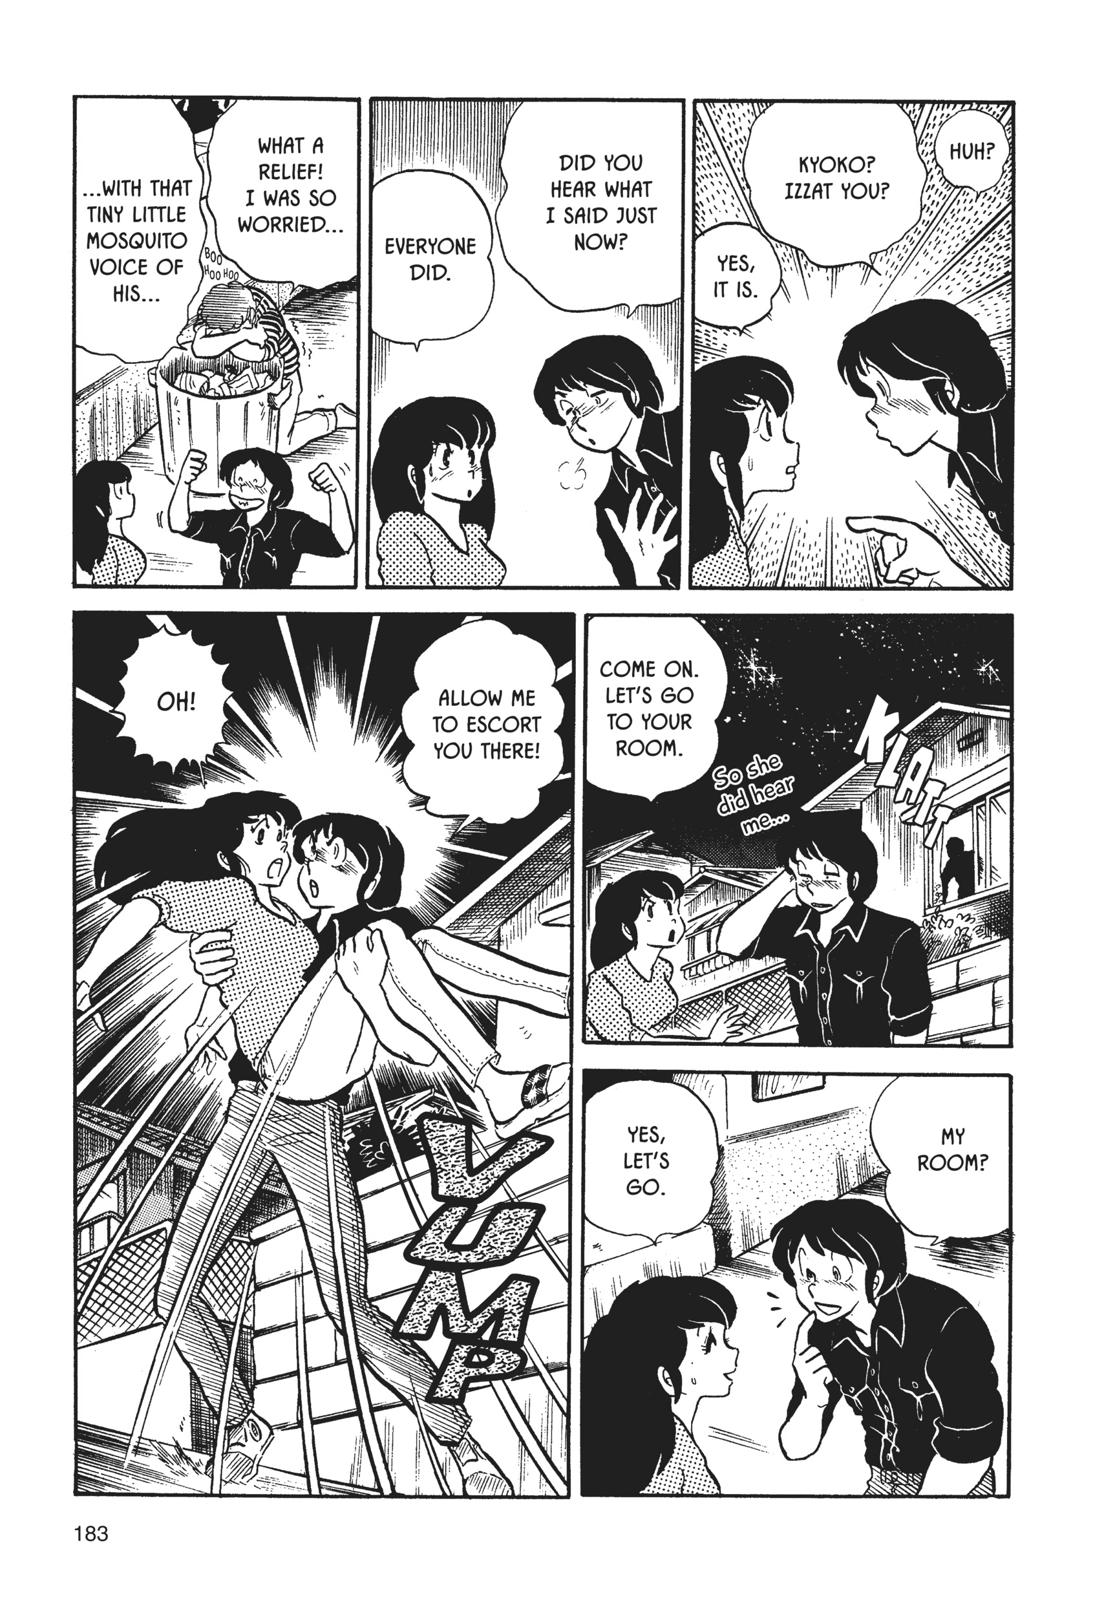 HUH?
KYOKO?
IZZAT YOU?
YES,
IT IS.
DID YOU
HEAR WHAT
I SAID JUST
NOW?
EVERYONE
DID.
WHAT A
RELIEF!
I WAS SO
WORRIED...
...WITH THAT
TINY LITTLE
MOSQUITO
VOICE OF
HIS...
BOO
HOO HOO
COME ON.
LET'S GO
TO YOUR
ROOM.
So she
did hear
me...
KLATT
MY
ROOM?
YES,
LET'S
GO.
ALLOW ME
TO ESCORT
YOU THERE!
OH!
VUMP
183